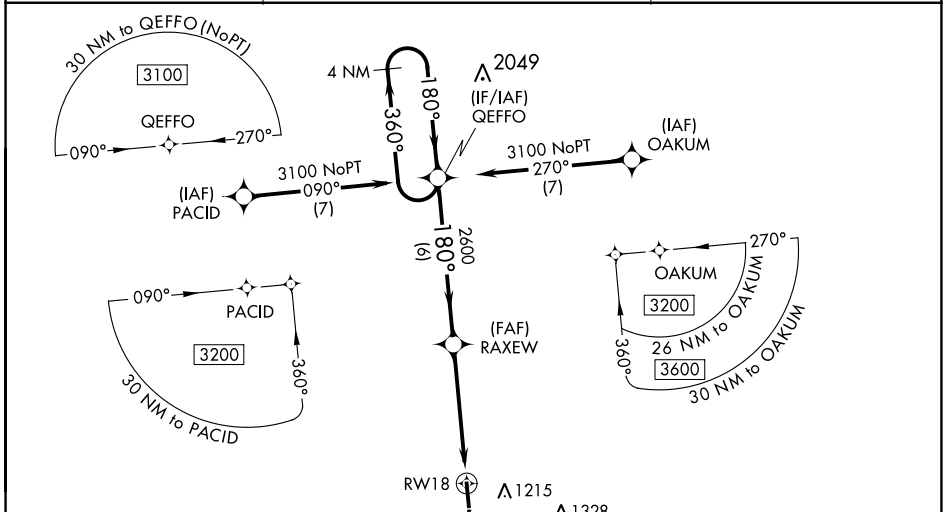 30 NM to QEFFO (NoPT)
3100
QEFFO
090°
270°
4 NM
180°
360°
2049
(IF/IAF)
QEFFO
(IAF)
OAKUM
3100 NoPT
090°
(7)
(IAF)
PACID
3100 NoPT
270°
(7)
2600
180°
(6)
090°
PACID
3200
360°
30 NM to PACID
270°
OAKUM
3200
26 NM to OAKUM
360°
3600
30 NM to OAKUM
(FAF)
RAXEW
RW18
1215
1328